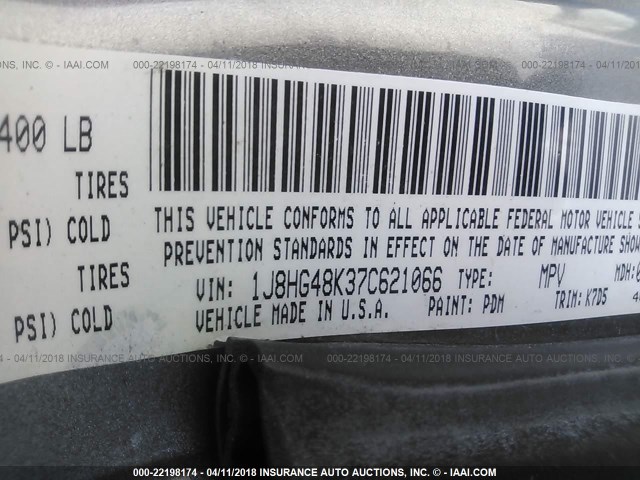 000-22198174 - 04/11/2018 INSURANCE AUTO AUCTIONS, INC. - © IAAI.COM
000-22198174 - 04/11/2018 INSURANCE AUTO AUCTIONS, INC. - © IAAI.COM
400 LB
TIRES
PSI) COLD
TIRES
PSI) COLD
THIS VEHICLE CONFORMS TO ALL APPLICABLE FEDERAL MOTOR VEHICLE
PREVENTION STANDARDS IN EFFECT ON THE DATE OF MANUFACTURE SHOW
VIN: 1J8HG48K37C621066 TYPE: MPV MDH:
VEHICLE MADE IN U.S.A. PAINT: PDM TRIM: K7D5 4
000-22198174 - 04/11/2018 INSURANCE AUTO AUCTIONS, INC. - © IAAI.COM
000-22198174 - 04/11/2018 INSURANCE AUTO AUCTIONS, INC. - © IAAI.COM